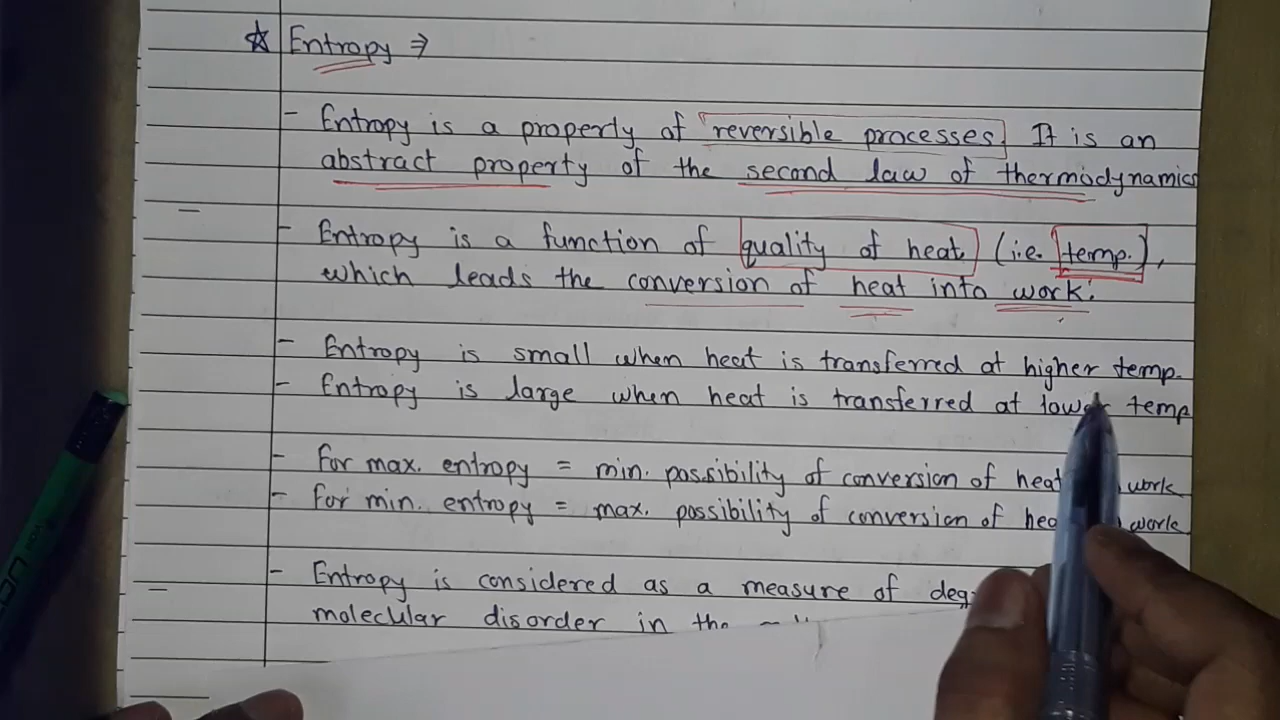 ☆ Entropy ⇒
- Entropy is a property of reversible processes. It is an
abstract property of the second law of thermodynamics
- Entropy is a function of quality of heat (i.e. temp.),
which leads the conversion of heat into work.
- Entropy is small when heat is transferred at higher temp.
- Entropy is large when heat is transferred at lower temp
- for max. entropy = min. possibility of conversion of heat work
- for min. entropy = max. possibility of conversion of work
- Entropy is considered as a measure of
molecular disorder in the